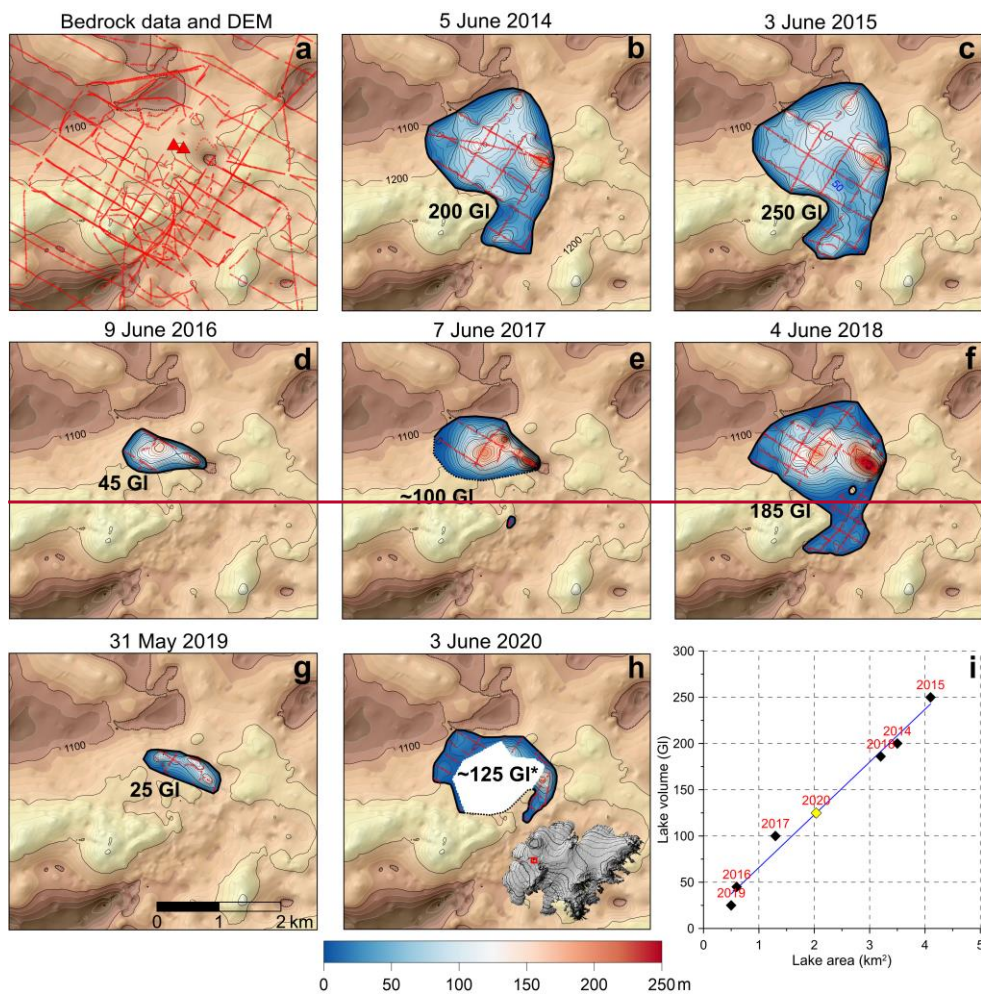 Bedrock data and DEM
5 June 2014
3 June 2015
a
b
c
1100
1100
1100
1200
1200
50
200 Gl
250 Gl
1200
9 June 2016
7 June 2017
4 June 2018
d
e
f
1100
1100
1100
45 Gl
~100 Gl
185 Gl
31 May 2019
3 June 2020
g
h
i
1100
1100
25 Gl
~125 Gl*
0 1 2 km
0 50 100 150 200 250 m
300
250
200
150
100
50
0
Lake volume (Gl)
2015
2014
2018
2020
2017
2016
2019
0 1 2 3 4 5
Lake area (km²)